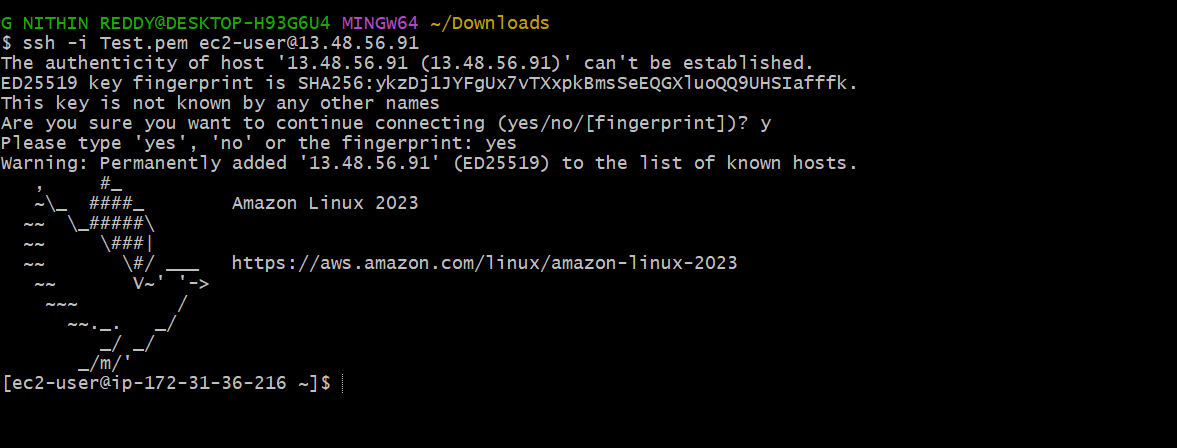 G NITHIN REDDY@DESKTOP-H93G6U4 MINGW64 ~/Downloads
$ ssh -i Test.pem ec2-user@13.48.56.91
The authenticity of host '13.48.56.91 (13.48.56.91)' can't be established.
ED25519 key fingerprint is SHA256:ykzDj1JYFgUx7vTXxpkBmsSeEQGXluoQQ9UHSIafffk.
This key is not known by any other names
Are you sure you want to continue connecting (yes/no/[fingerprint])? y
Please type 'yes', 'no' or the fingerprint: yes
Warning: Permanently added '13.48.56.91' (ED25519) to the list of known hosts.
   ,     #_
   ~\_  ####_        Amazon Linux 2023
  ~~  \_#####\
  ~~     \###|
  ~~       \#/ ___   https://aws.amazon.com/linux/amazon-linux-2023
   ~~       V~' '->
    ~~~         /
      ~~._.   _/
         _/ _/
       _/m/'
[ec2-user@ip-172-31-36-216 ~]$